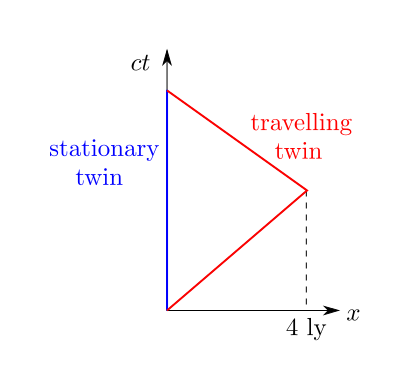 ct
travelling
twin
stationary
twin
x
4 ly